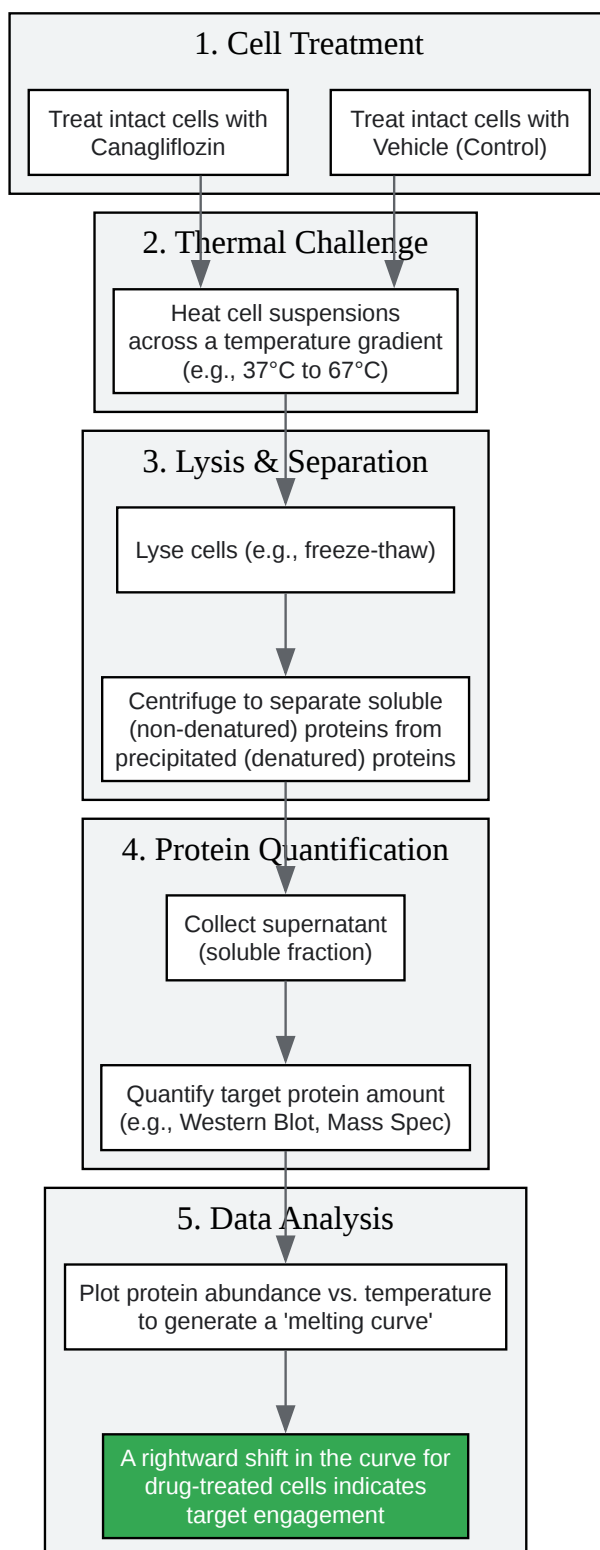 1. Cell Treatment
Treat intact cells with
Canagliflozin
Treat intact cells with
Vehicle (Control)
2. Thermal Challenge
Heat cell suspensions
across a temperature gradient
(e.g., 37°C to 67°C)
3. Lysis & Separation
Lyse cells (e.g., freeze-thaw)
Centrifuge to separate soluble
(non-denatured) proteins from
precipitated (denatured) proteins
4. Protein Quantification
Collect supernatant
(soluble fraction)
Quantify target protein amount
(e.g., Western Blot, Mass Spec)
5. Data Analysis
Plot protein abundance vs. temperature
to generate a 'melting curve'
A rightward shift in the curve for
drug-treated cells indicates
target engagement